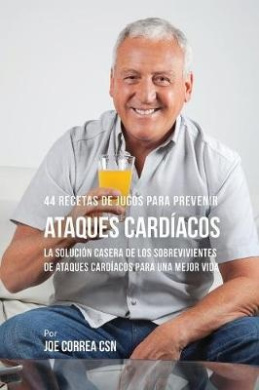 44 RECETAS DE JUGOS PARA PREVENIR
ATAQUES CARDÍACOS
LA SOLUCIÓN CASERA DE LOS SOBREVIVIENTES
DE ATAQUES CARDÍACOS PARA UNA MEJOR VIDA
Por
JOE CORREA CSN